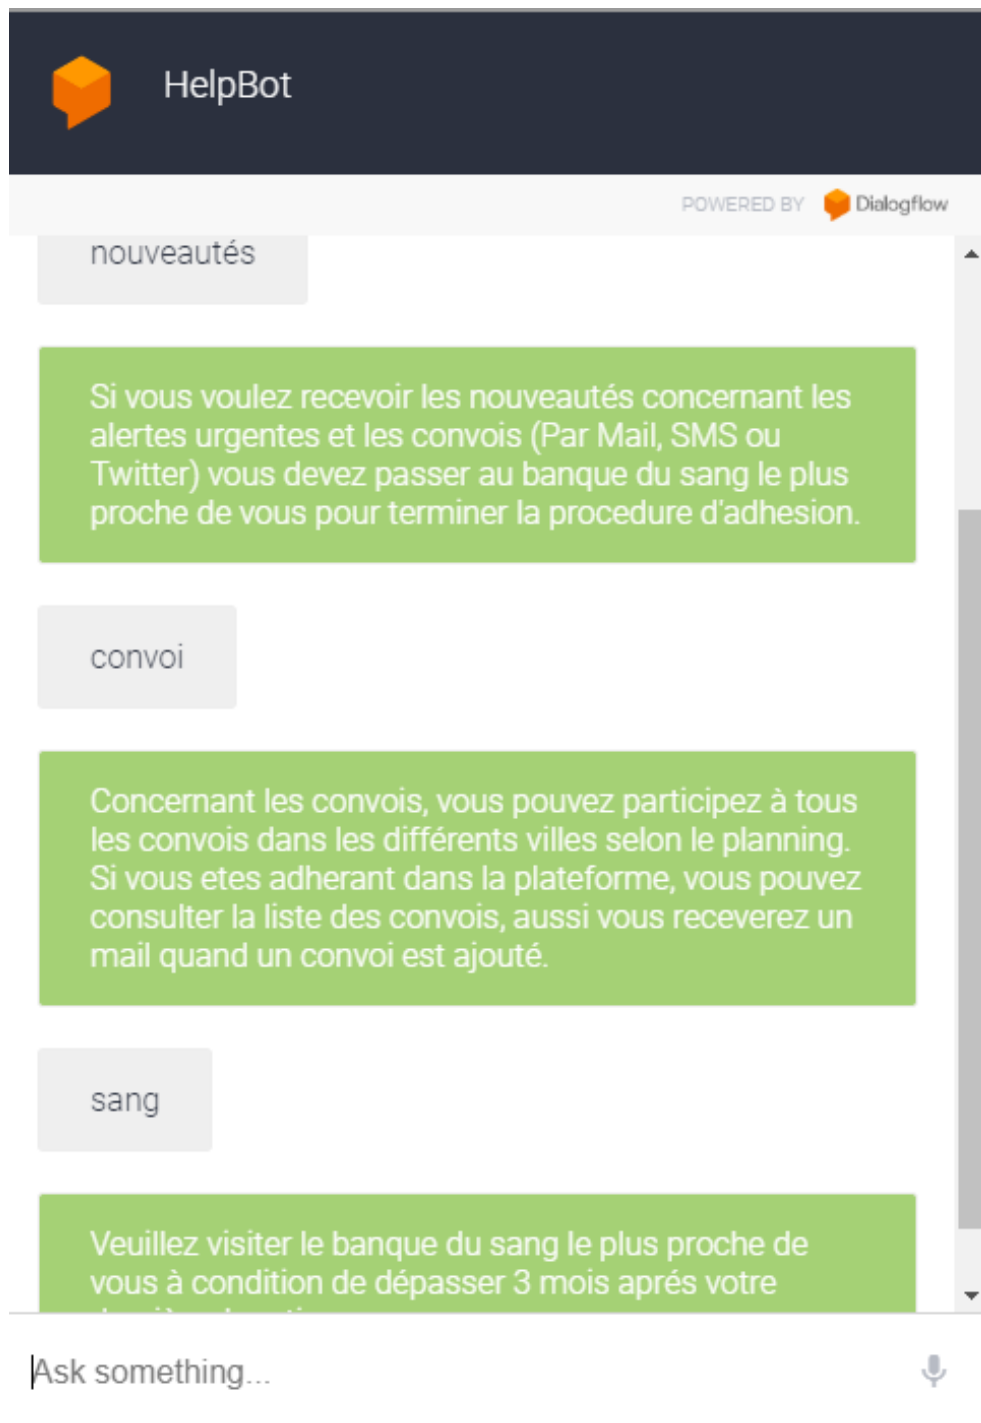 HelpBot
POWERED BY Dialogflow
nouveautés
Si vous voulez recevoir les nouveautés concernant les
alertes urgentes et les convois (Par Mail, SMS ou
Twitter) vous devez passer au banque du sang le plus
proche de vous pour terminer la procedure d'adhesion.
convoi
Concernant les convois, vous pouvez participez à tous
les convois dans les différents villes selon le planning.
Si vous etes adherant dans la plateforme, vous pouvez
consulter la liste des convois, aussi vous receverez un
mail quand un convoi est ajouté.
sang
Veuillez visiter le banque du sang le plus proche de
vous à condition de dépasser 3 mois aprés votre
Ask something...